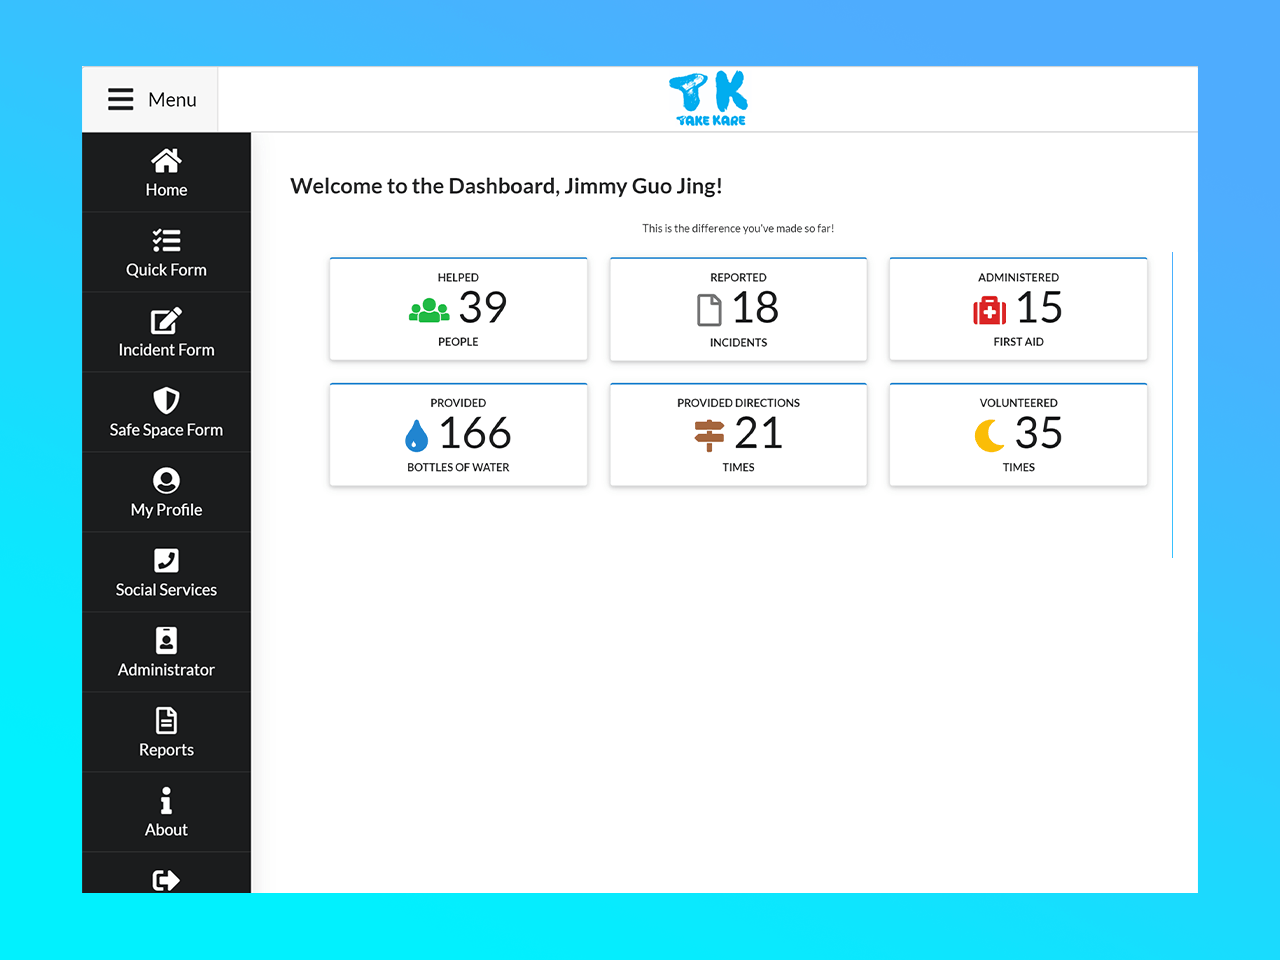 Menu
TK
TAKE KARE
Home
Quick Form
Incident Form
Safe Space Form
My Profile
Social Services
Administrator
Reports
About
Welcome to the Dashboard, Jimmy Guo Jing!
This is the difference you've made so far!
HELPED
39
PEOPLE
REPORTED
18
INCIDENTS
ADMINISTERED
15
FIRST AID
PROVIDED
166
BOTTLES OF WATER
PROVIDED DIRECTIONS
21
TIMES
VOLUNTEERED
35
TIMES